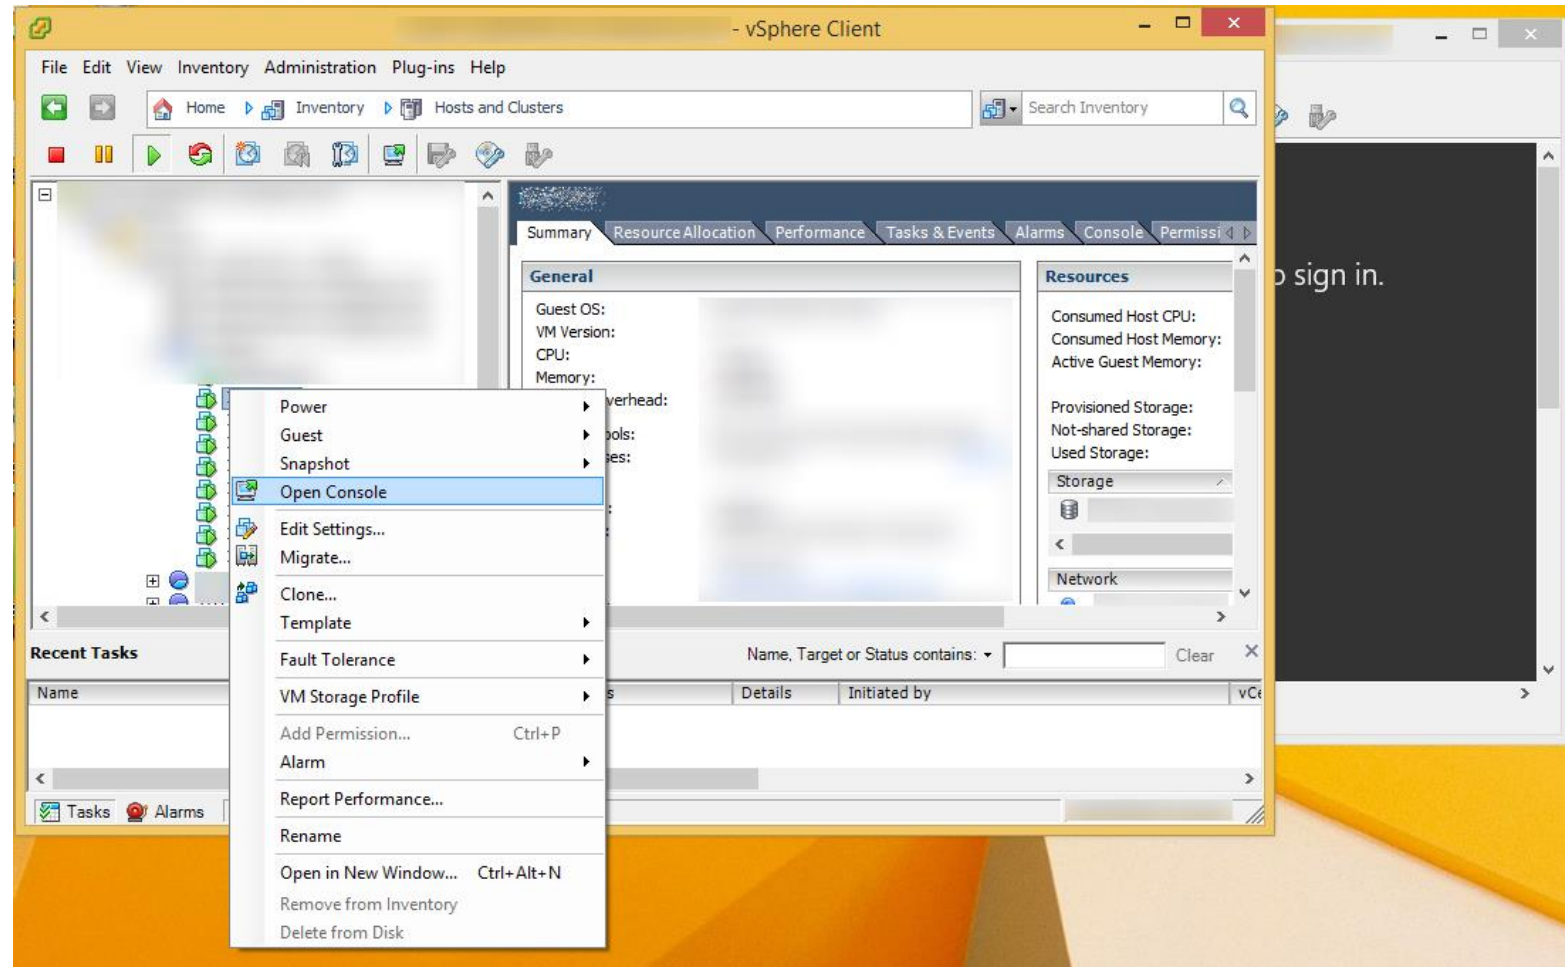 - vSphere Client
File Edit View Inventory Administration Plug-ins Help
Home Inventory Hosts and Clusters
Search Inventory
Summary Resource Allocation Performance Tasks & Events Alarms Console Permissi
General
Guest OS:
VM Version:
CPU:
Memory:
verhead:
ools:
ses:
Resources
Consumed Host CPU:
Consumed Host Memory:
Active Guest Memory:
Provisioned Storage:
Not-shared Storage:
Used Storage:
Storage
Network
o sign in.
Power
Guest
Snapshot
Open Console
Edit Settings...
Migrate...
Clone...
Template
Fault Tolerance
VM Storage Profile
Add Permission... Ctrl+P
Alarm
Report Performance...
Rename
Open in New Window... Ctrl+Alt+N
Remove from Inventory
Delete from Disk
Recent Tasks
Name, Target or Status contains: Clear
Name s Details Initiated by vCe
Tasks Alarms